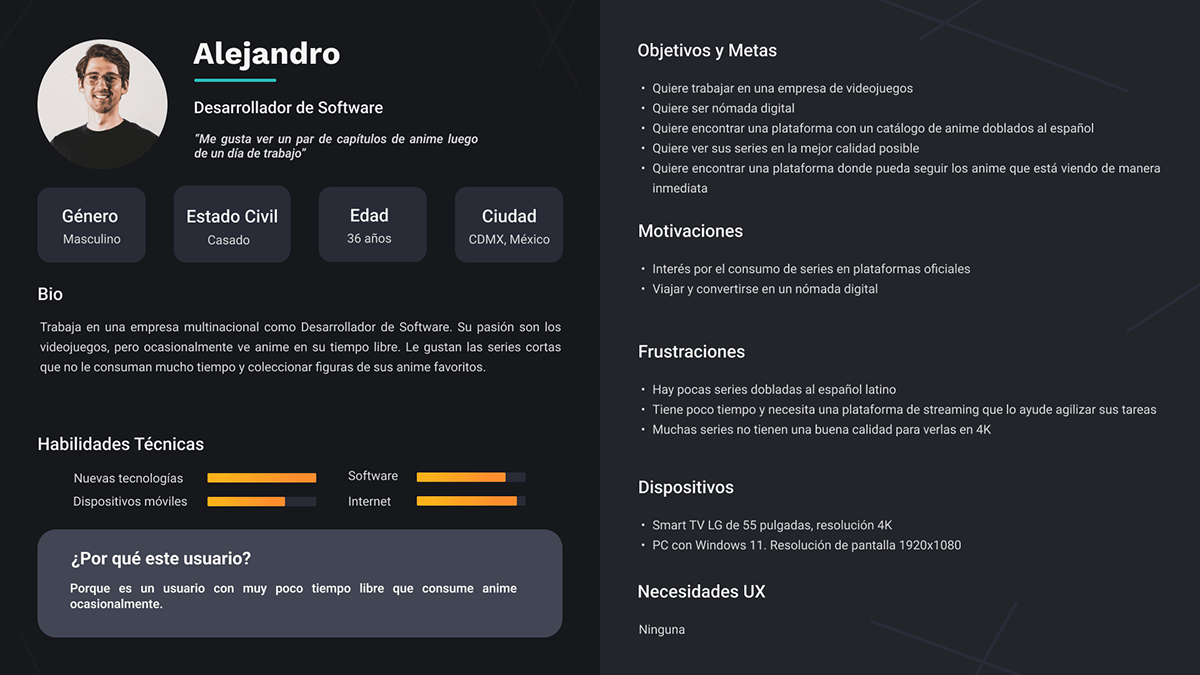 Alejandro
Desarrollador de Software
"Me gusta ver un par de capítulos de anime luego
de un día de trabajo"
Género
Masculino
Estado Civil
Casado
Edad
36 años
Ciudad
CDMX, México
Bio
Trabaja en una empresa multinacional como Desarrollador de Software. Su pasión son los
videojuegos, pero ocasionalmente ve anime en su tiempo libre. Le gustan las series cortas
que no le consuman mucho tiempo y coleccionar figuras de sus anime favoritos.
Habilidades Técnicas
Nuevas tecnologías
Software
Dispositivos móviles
Internet
¿Por qué este usuario?
Porque es un usuario con muy poco tiempo libre que consume anime
ocasionalmente.
Objetivos y Metas
• Quiere trabajar en una empresa de videojuegos
• Quiere ser nómada digital
• Quiere encontrar una plataforma con un catálogo de anime doblados al español
• Quiere ver sus series en la mejor calidad posible
• Quiere encontrar una plataforma donde pueda seguir los anime que está viendo de manera
inmediata
Motivaciones
• Interés por el consumo de series en plataformas oficiales
• Viajar y convertirse en un nómada digital
Frustraciones
• Hay pocas series dobladas al español latino
• Tiene poco tiempo y necesita una plataforma de streaming que lo ayude agilizar sus tareas
• Muchas series no tienen una buena calidad para verlas en 4K
Dispositivos
• Smart TV LG de 55 pulgadas, resolución 4K
• PC con Windows 11. Resolución de pantalla 1920x1080
Necesidades UX
Ninguna